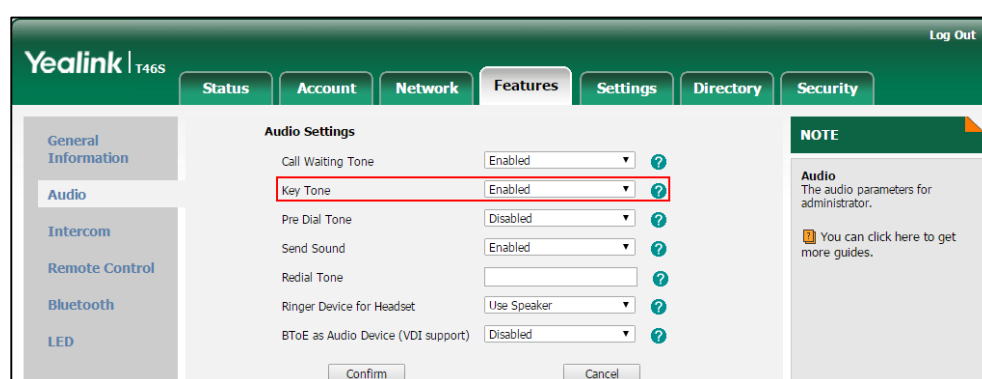 Log Out
Yealink | T46S
Status Account Network Features Settings Directory Security
General
Information
Audio
Intercom
Remote Control
Bluetooth
LED
Audio Settings
Call Waiting Tone Enabled
Key Tone Enabled
Pre Dial Tone Disabled
Send Sound Enabled
Redial Tone
Ringer Device for Headset Use Speaker
BToE as Audio Device (VDI support) Disabled
Confirm Cancel
NOTE
Audio
The audio parameters for
administrator.
You can click here to get
more guides.